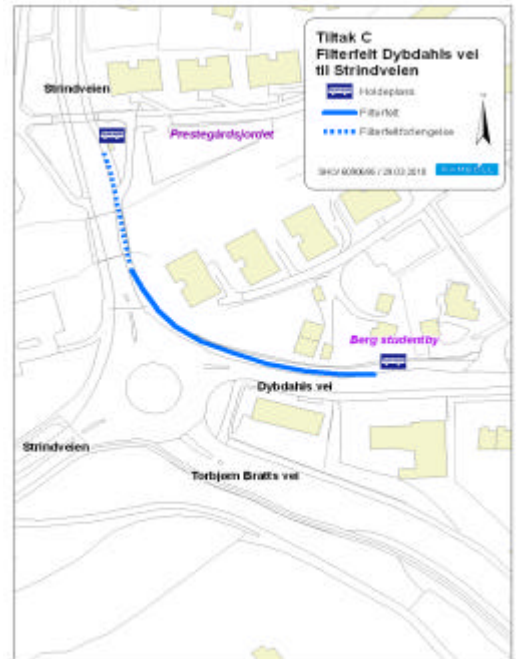 Tiltak C
Filterfelt Dybdahls vei
til Strindveien
Holdeplass
Filterfelt
Filterfeltforlengelse
RAMBOLL
Strindveien
Prestegårdsjordet
Berg studentby
Dybdahls vei
Strindveien
Torbjørn Bratts vei